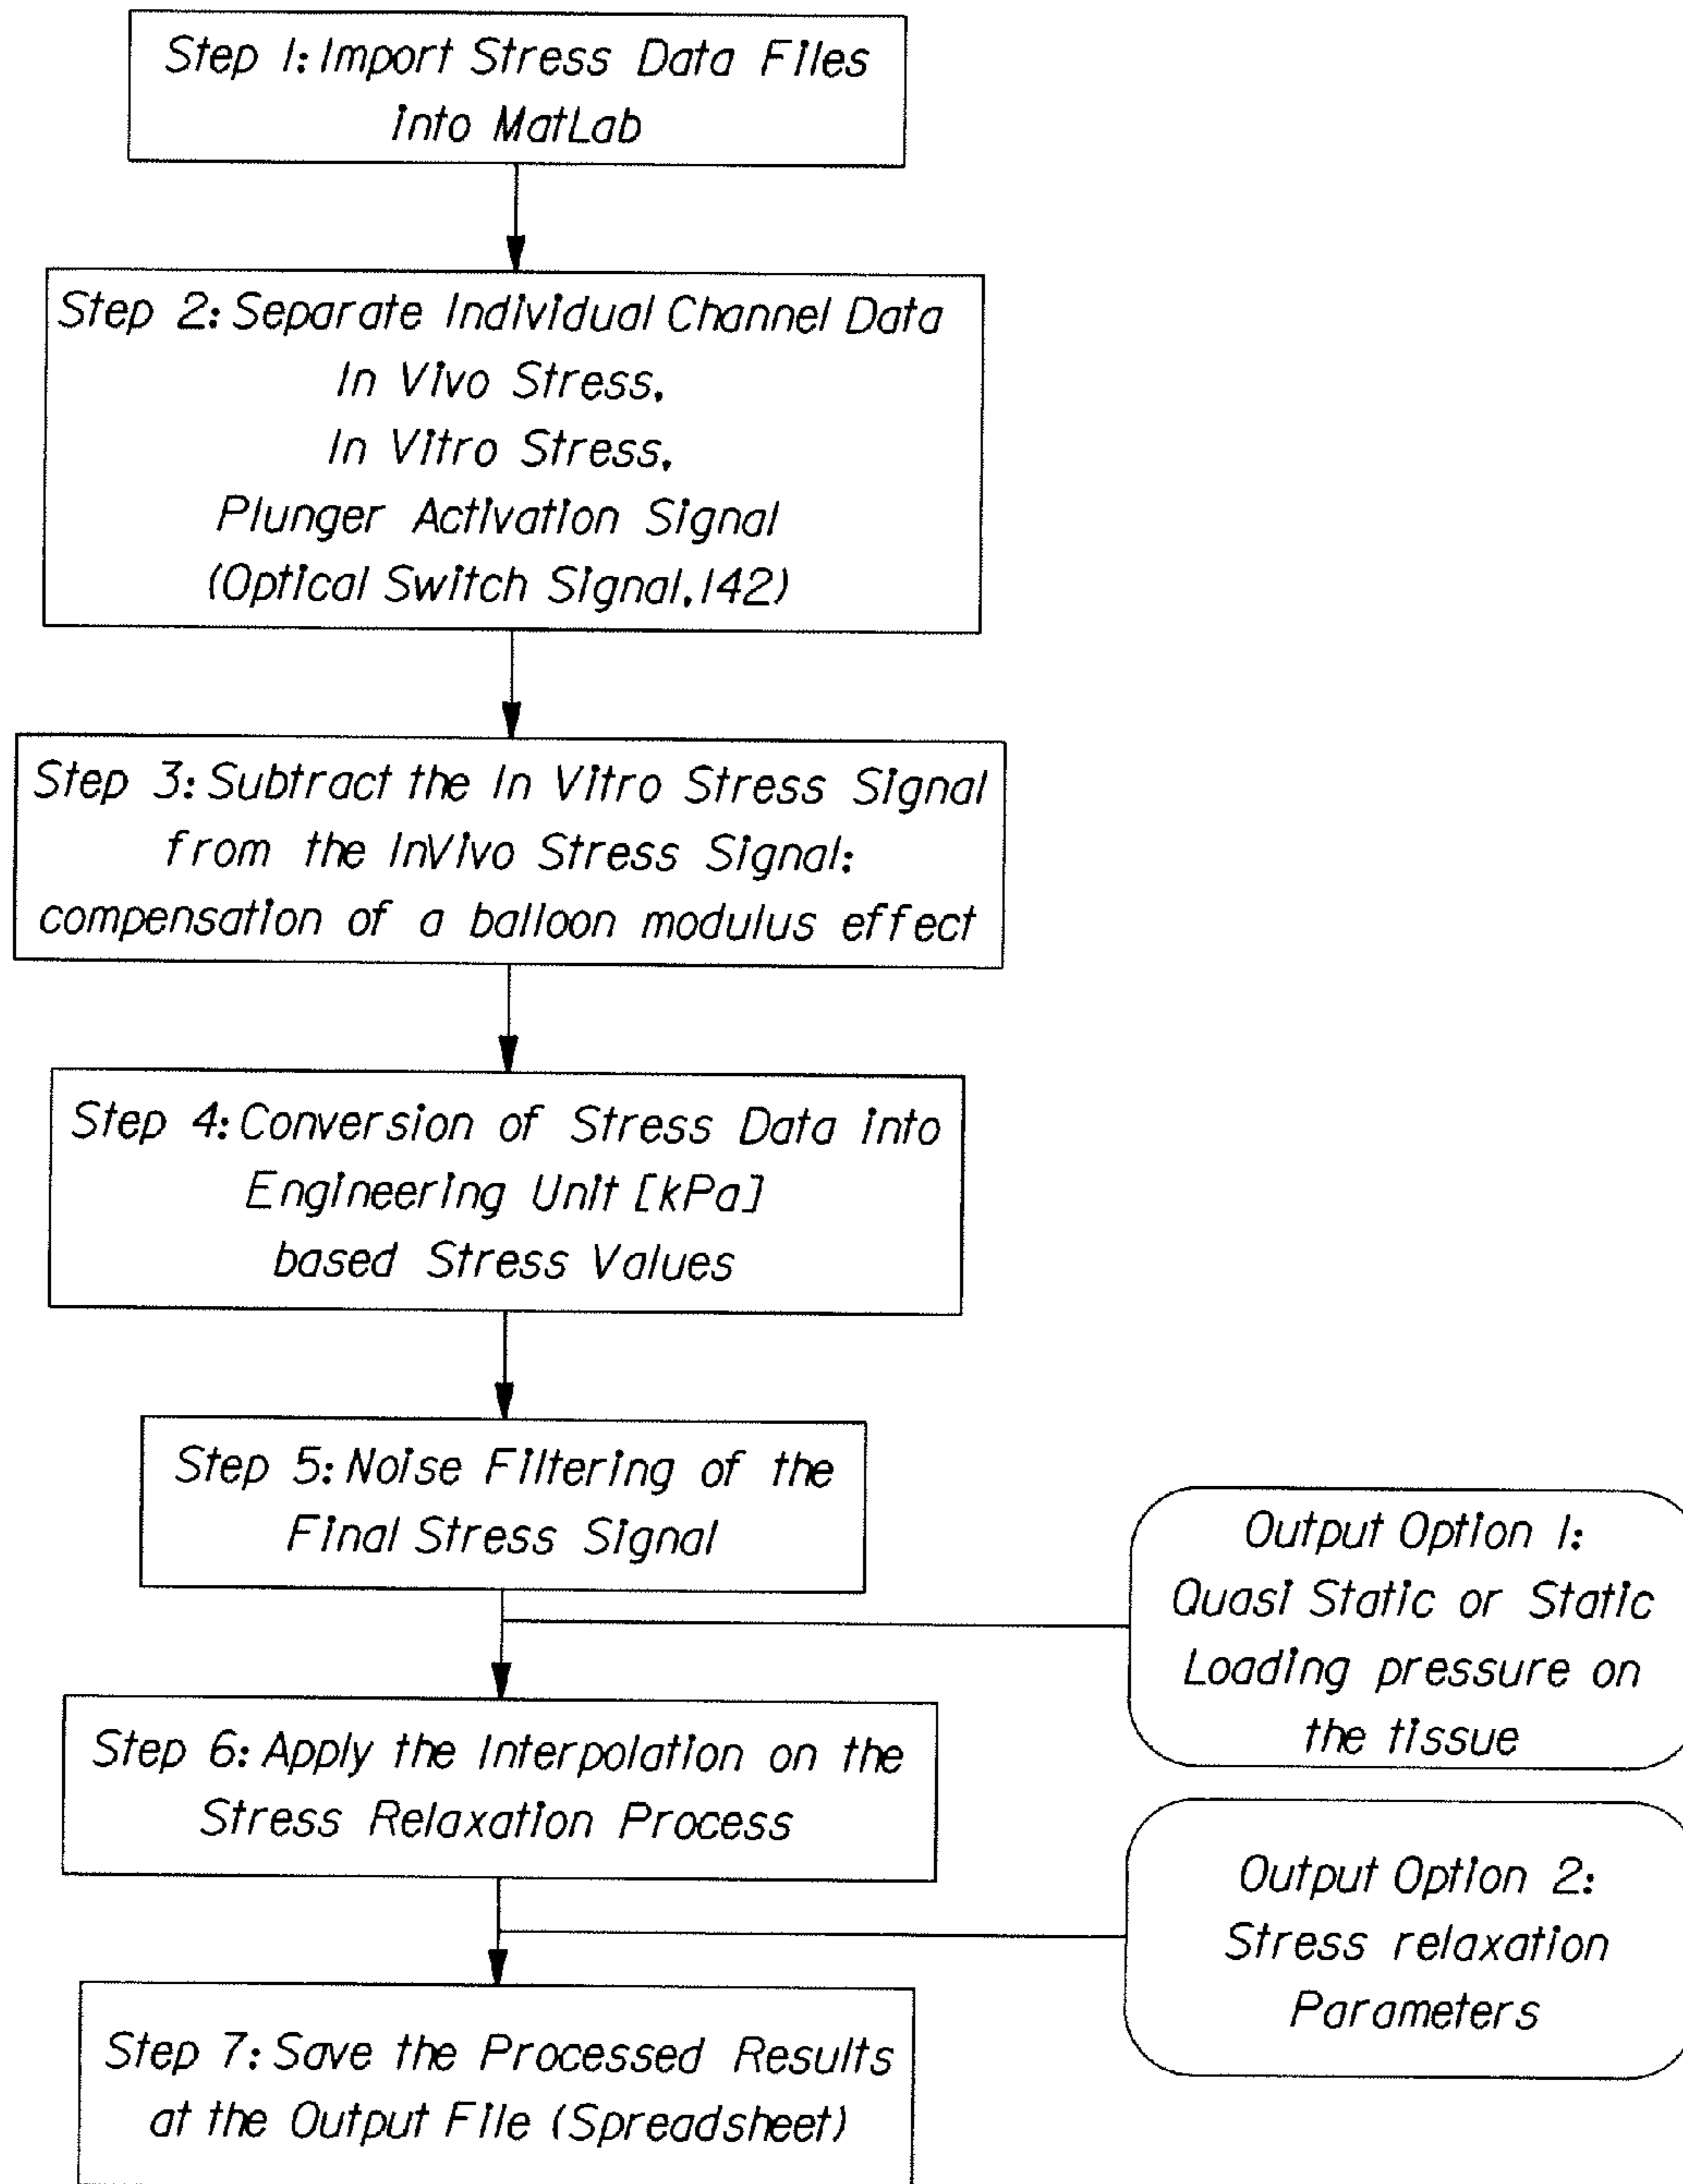 Step 1: Import Stress Data Files
into MatLab
Step 2: Separate Individual Channel Data
In Vivo Stress,
In Vitro Stress,
Plunger Activation Signal
(Optical Switch Signal, 142)
Step 3: Subtract the In Vitro Stress Signal
from the InVivo Stress Signal:
compensation of a balloon modulus effect
Step 4: Conversion of Stress Data into
Engineering Unit [kPa]
based Stress Values
Step 5: Noise Filtering of the
Final Stress Signal
Output Option 1:
Quasi Static or Static
Loading pressure on
the tissue
Step 6: Apply the Interpolation on the
Stress Relaxation Process
Output Option 2:
Stress relaxation
Parameters
Step 7: Save the Processed Results
at the Output File (Spreadsheet)